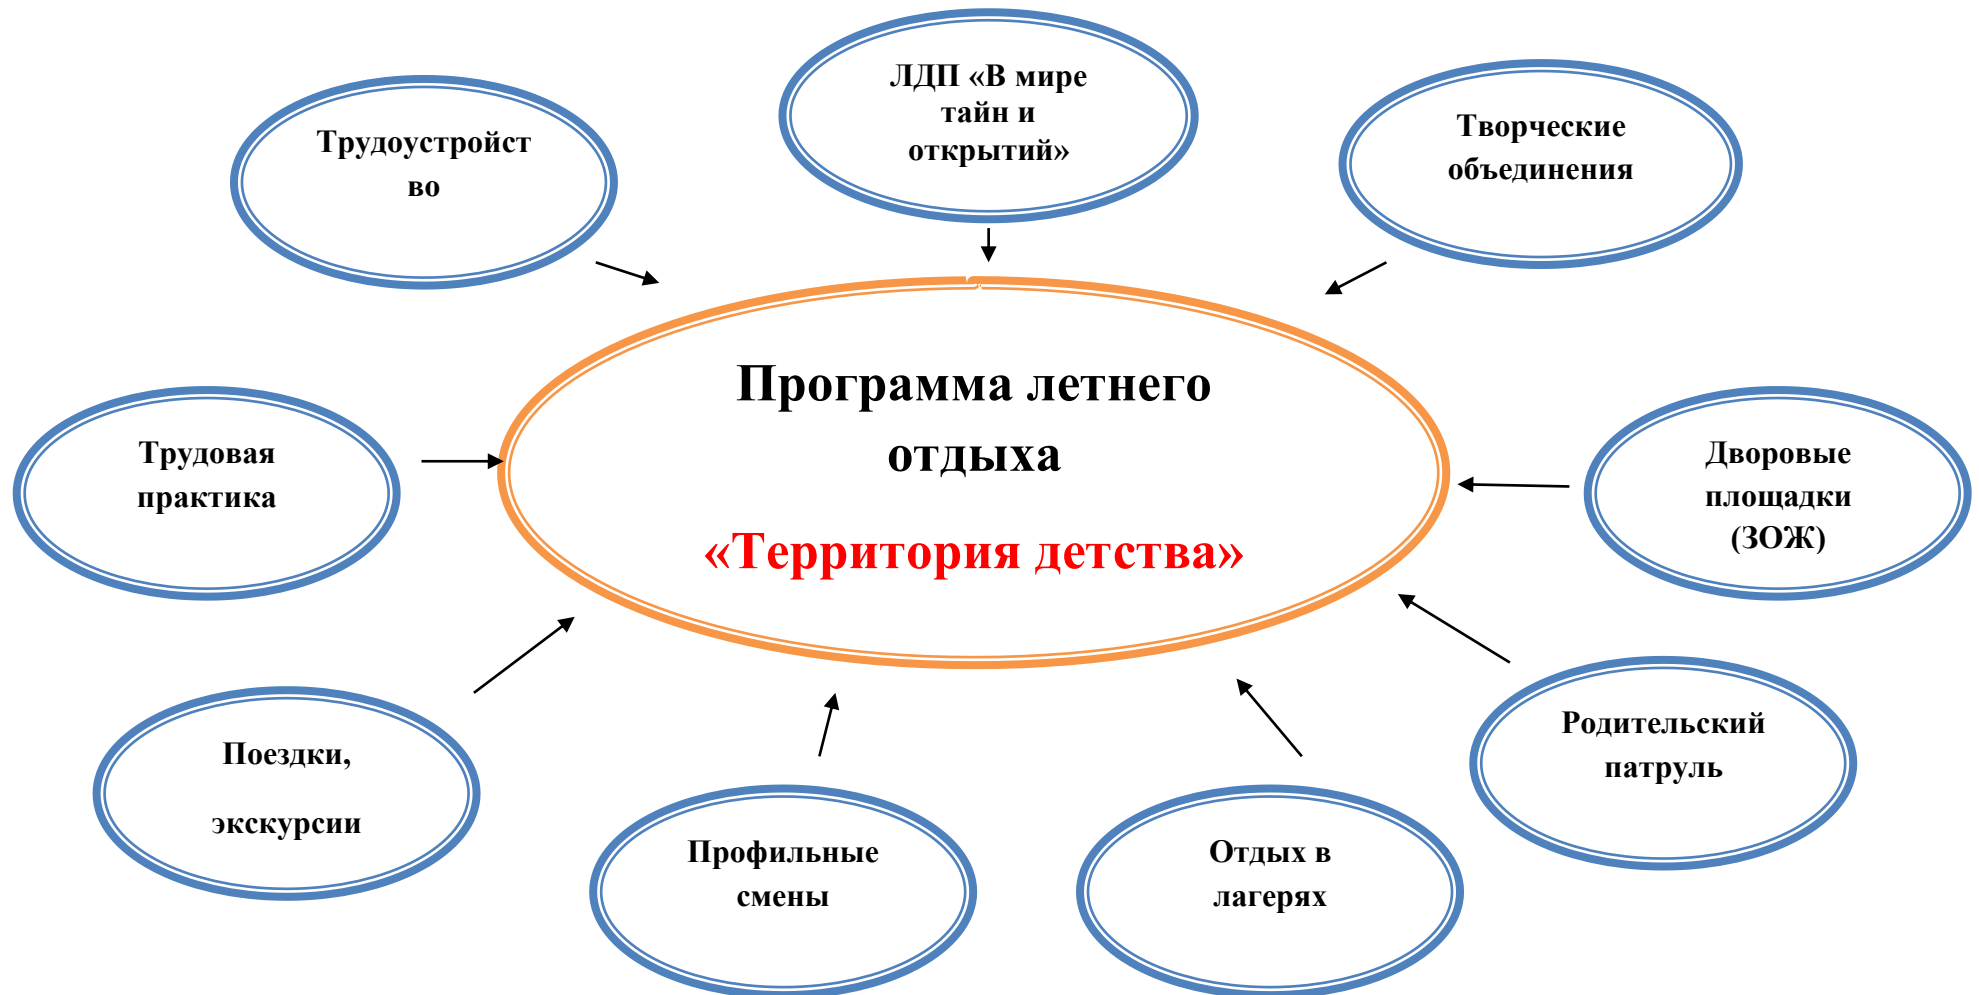 ЛДП «В мире
тайн и
открытий»
Трудоустройст
во
Творческие
объединения
Программа летнего
отдыха
«Территория детства»
Трудовая
практика
Дворовые
площадки
(ЗОЖ)
Поездки,
экскурсии
Родительский
патруль
Профильные
смены
Отдых в
лагерях